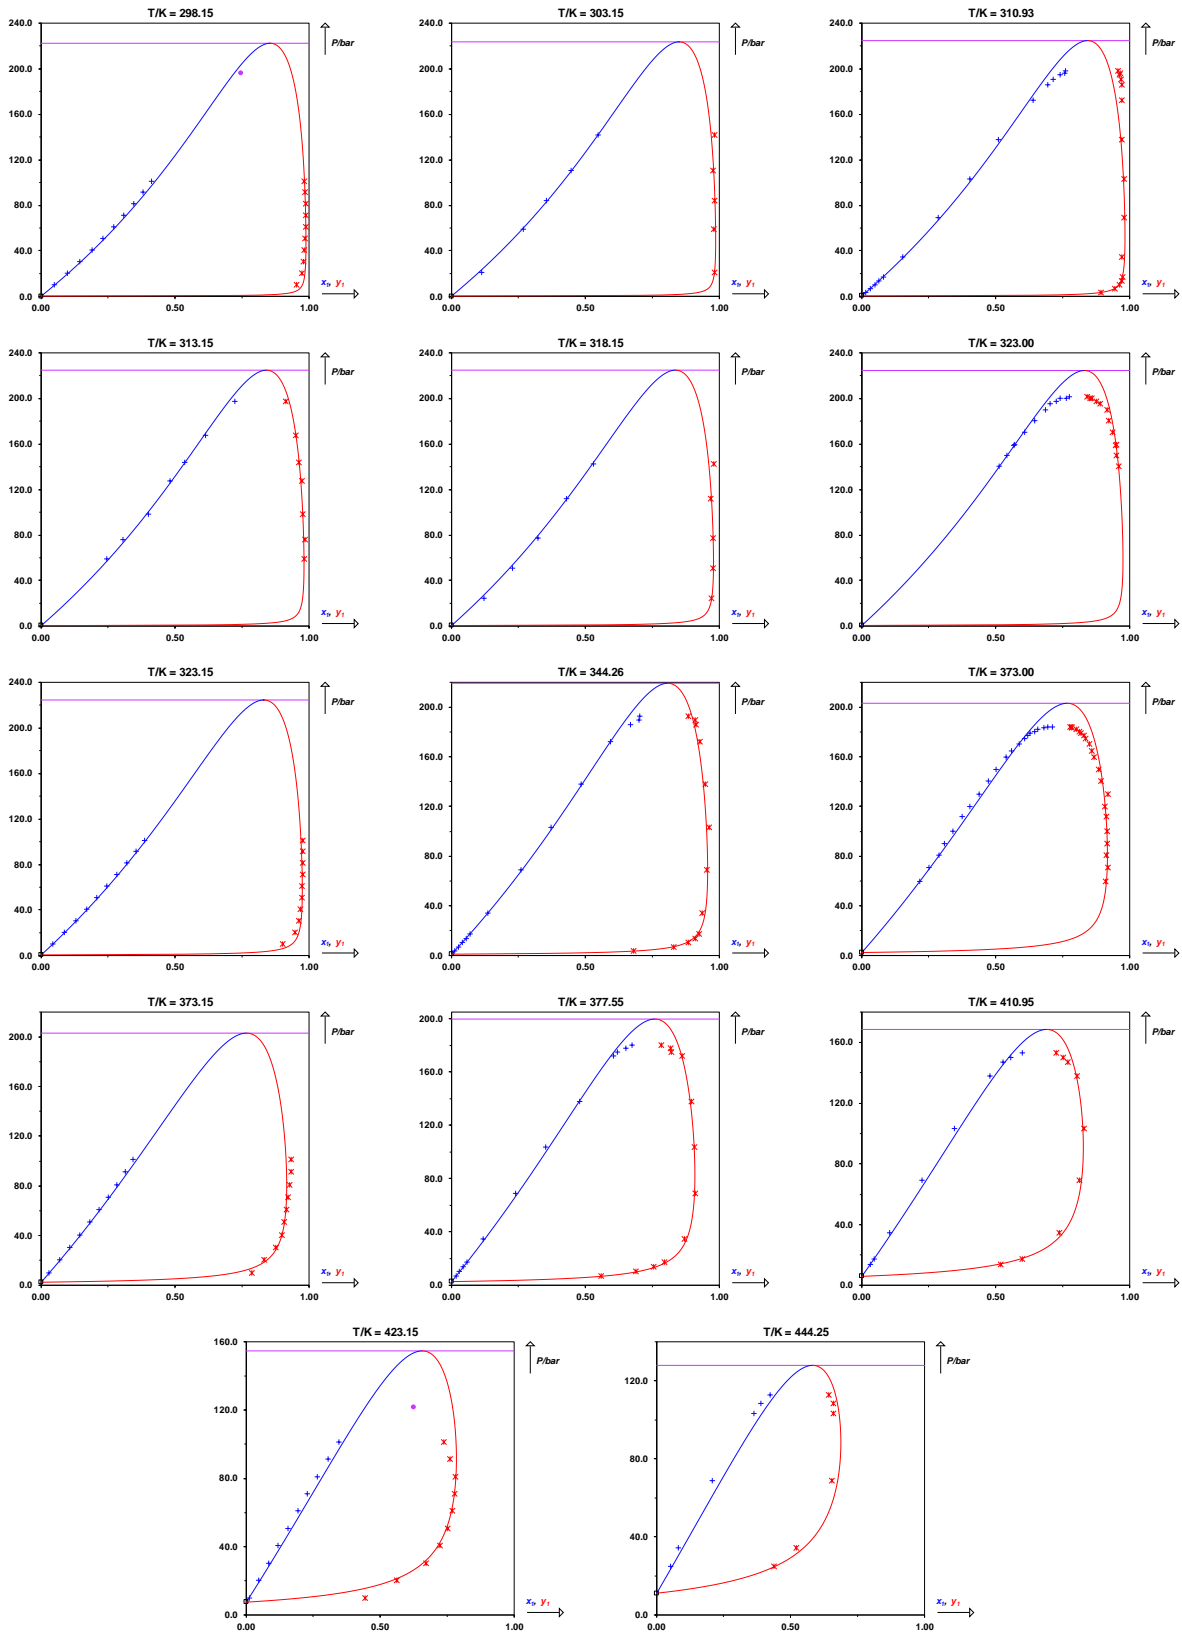 T/K = 298.15 T/K = 303.15 T/K = 310.93
240.0 P/bar 240.0 P/bar 240.0 P/bar
200.0 200.0 200.0
160.0 160.0 160.0
120.0 120.0 120.0
80.0 80.0 80.0
40.0 40.0 40.0
x₁, y₁ x₁, y₁ x₁, y₁
0.0 0.0 0.0
0.00 0.50 1.00 0.00 0.50 1.00 0.00 0.50 1.00
T/K = 313.15 T/K = 318.15 T/K = 323.00
240.0 P/bar 240.0 P/bar 240.0 P/bar
200.0 200.0 200.0
160.0 160.0 160.0
120.0 120.0 120.0
80.0 80.0 80.0
40.0 40.0 40.0
x₁, y₁ x₁, y₁ x₁, y₁
0.0 0.0 0.0
0.00 0.50 1.00 0.00 0.50 1.00 0.00 0.50 1.00
T/K = 323.15 T/K = 344.26 T/K = 373.00
240.0 P/bar P/bar P/bar
200.0 200.0 200.0
160.0 160.0 160.0
120.0 120.0 120.0
80.0 80.0 80.0
40.0 40.0 40.0
x₁, y₁ x₁, y₁ x₁, y₁
0.0 0.0 0.0
0.00 0.50 1.00 0.00 0.50 1.00 0.00 0.50 1.00
T/K = 373.15 T/K = 377.55 T/K = 410.95
P/bar P/bar P/bar
200.0 200.0 160.0
160.0 160.0
120.0 120.0 120.0
80.0 80.0 80.0
40.0 40.0 40.0
x₁, y₁ x₁, y₁ x₁, y₁
0.0 0.0 0.0
0.00 0.50 1.00 0.00 0.50 1.00 0.00 0.50 1.00
T/K = 423.15 T/K = 444.25
160.0 P/bar P/bar
120.0 120.0
80.0 80.0
40.0 40.0
x₁, y₁ x₁, y₁
0.0 0.0
0.00 0.50 1.00 0.00 0.50 1.00